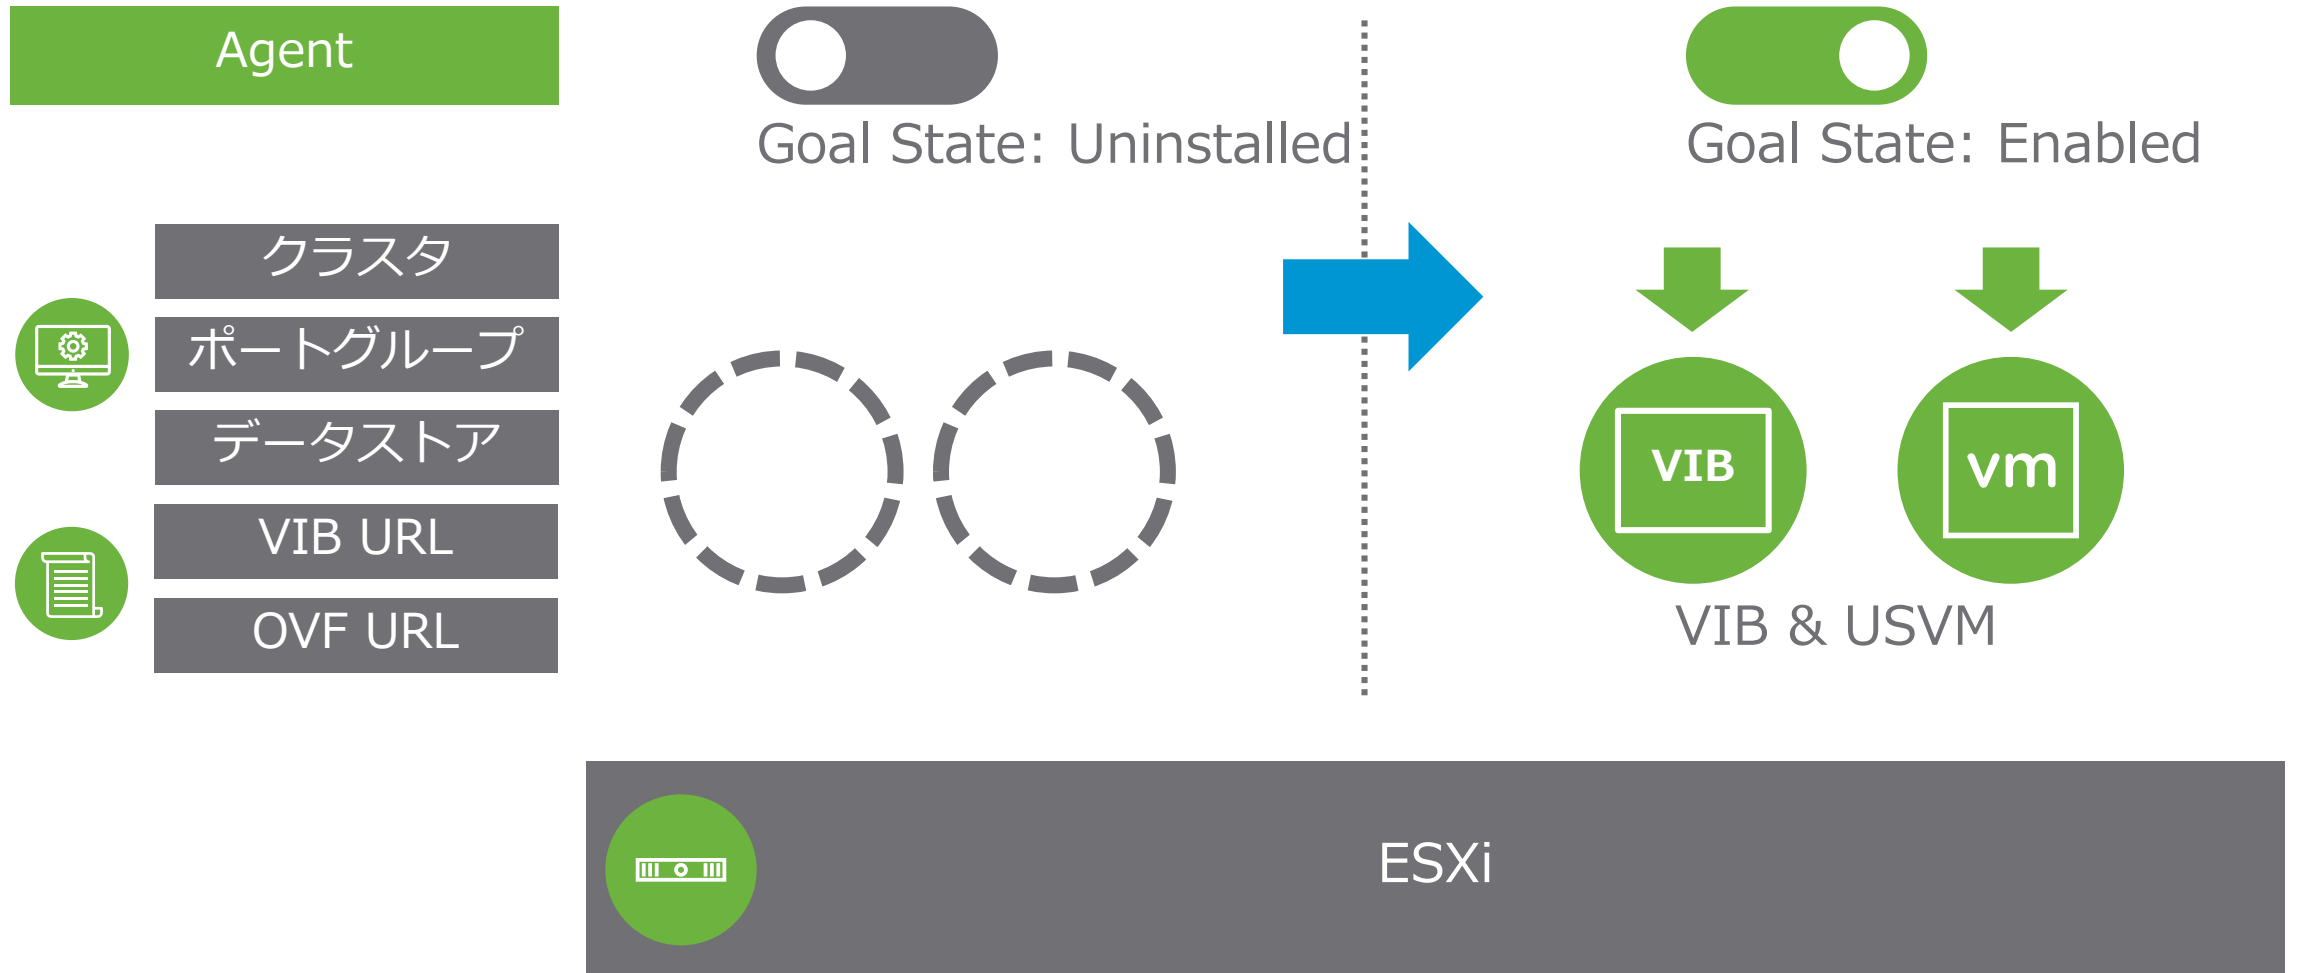 Agent
Goal State: Uninstalled
Goal State: Enabled
クラスタ
ポートグループ
データストア
VIB URL
OVF URL
VIB
vm
VIB & USVM
ESXi